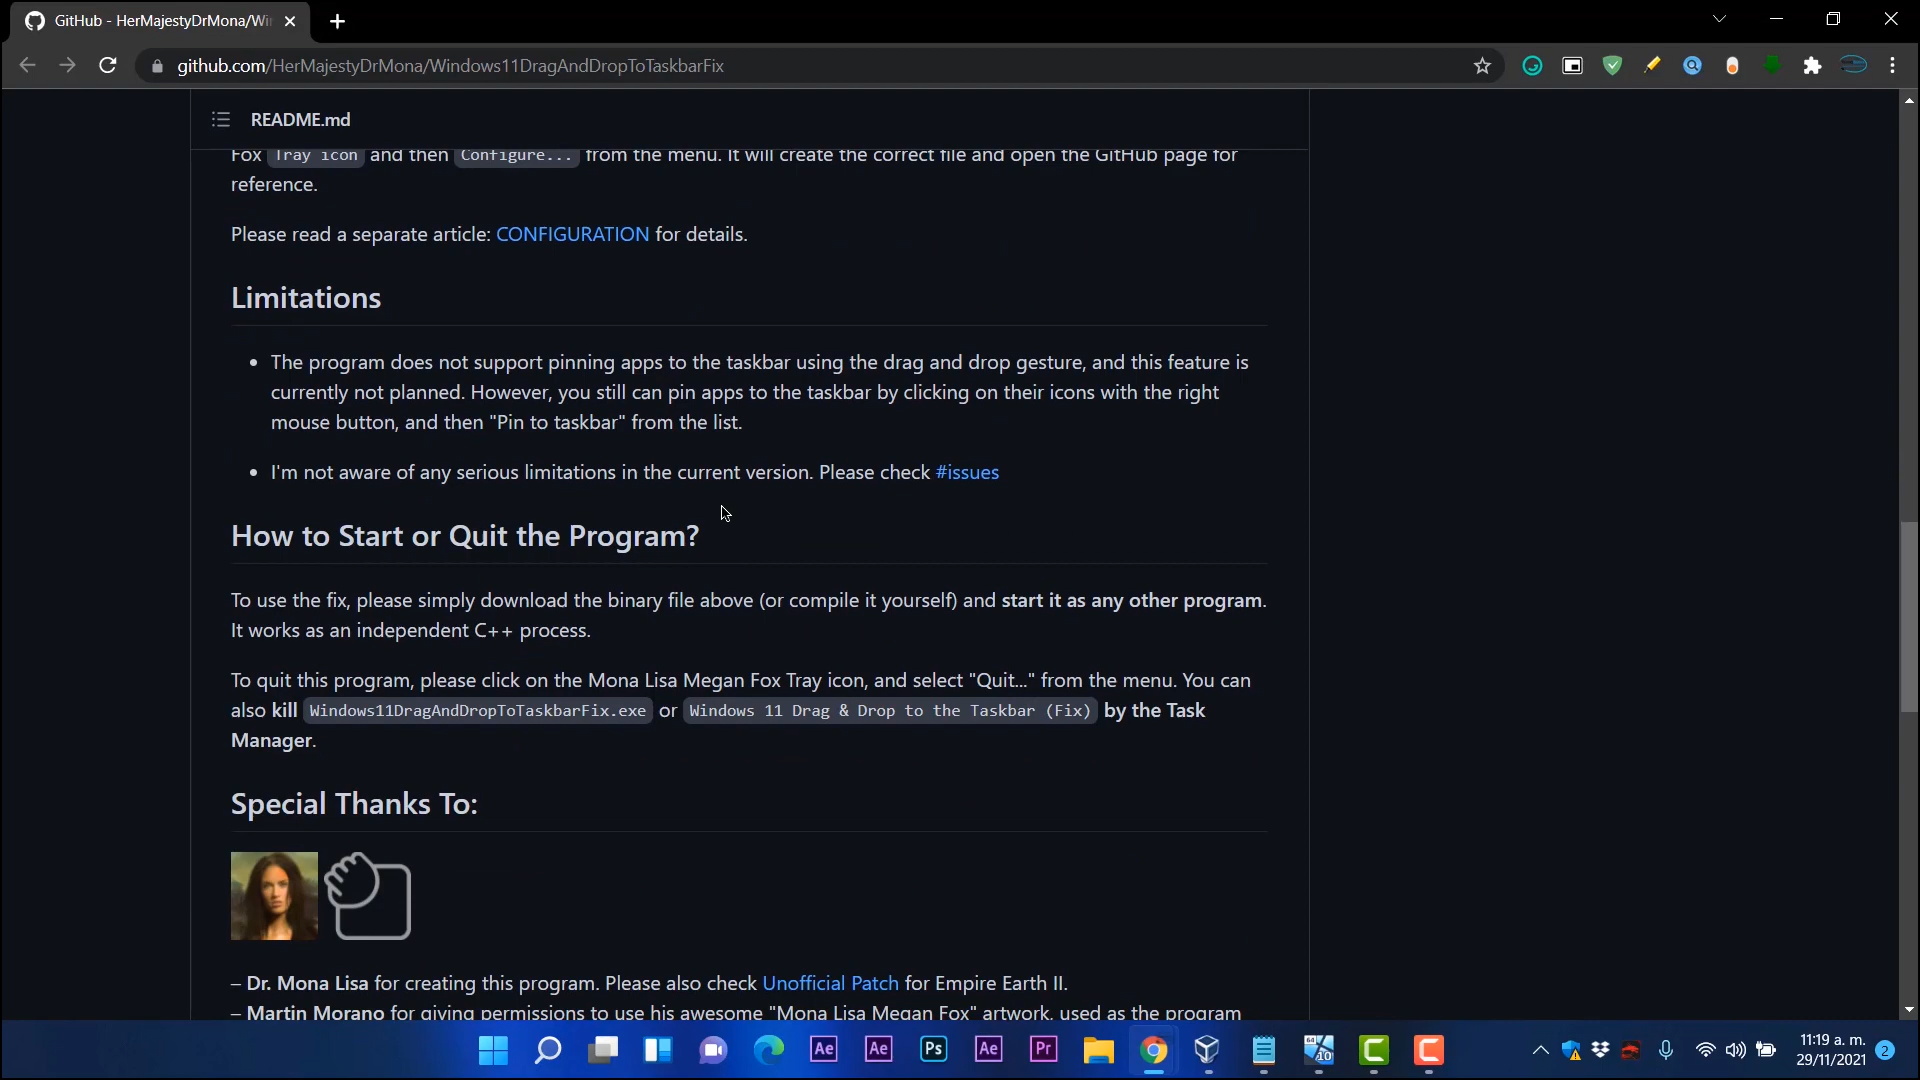 GitHub - HerMajestyDrMona/Wi
github.com/HerMajestyDrMona/Windows11DragAndDropToTaskbarFix
README.md
Fox Tray icon and then Configure... from the menu. It will create the correct file and open the GitHub page for
reference.
Please read a separate article: CONFIGURATION for details.
Limitations
• The program does not support pinning apps to the taskbar using the drag and drop gesture, and this feature is
currently not planned. However, you still can pin apps to the taskbar by clicking on their icons with the right
mouse button, and then "Pin to taskbar" from the list.
• I'm not aware of any serious limitations in the current version. Please check #issues
How to Start or Quit the Program?
To use the fix, please simply download the binary file above (or compile it yourself) and start it as any other program.
It works as an independent C++ process.
To quit this program, please click on the Mona Lisa Megan Fox Tray icon, and select "Quit..." from the menu. You can
also kill Windows11DragAndDropToTaskbarFix.exe or Windows 11 Drag & Drop to the Taskbar (Fix) by the Task
Manager.
Special Thanks To:
– Dr. Mona Lisa for creating this program. Please also check Unofficial Patch for Empire Earth II.
– Martin Morano for giving permissions to use his awesome "Mona Lisa Megan Fox" artwork, used as the program
Ae Ae Ps Ae Pr 64 10 C C
11:19 a. m.
29/11/2021 2